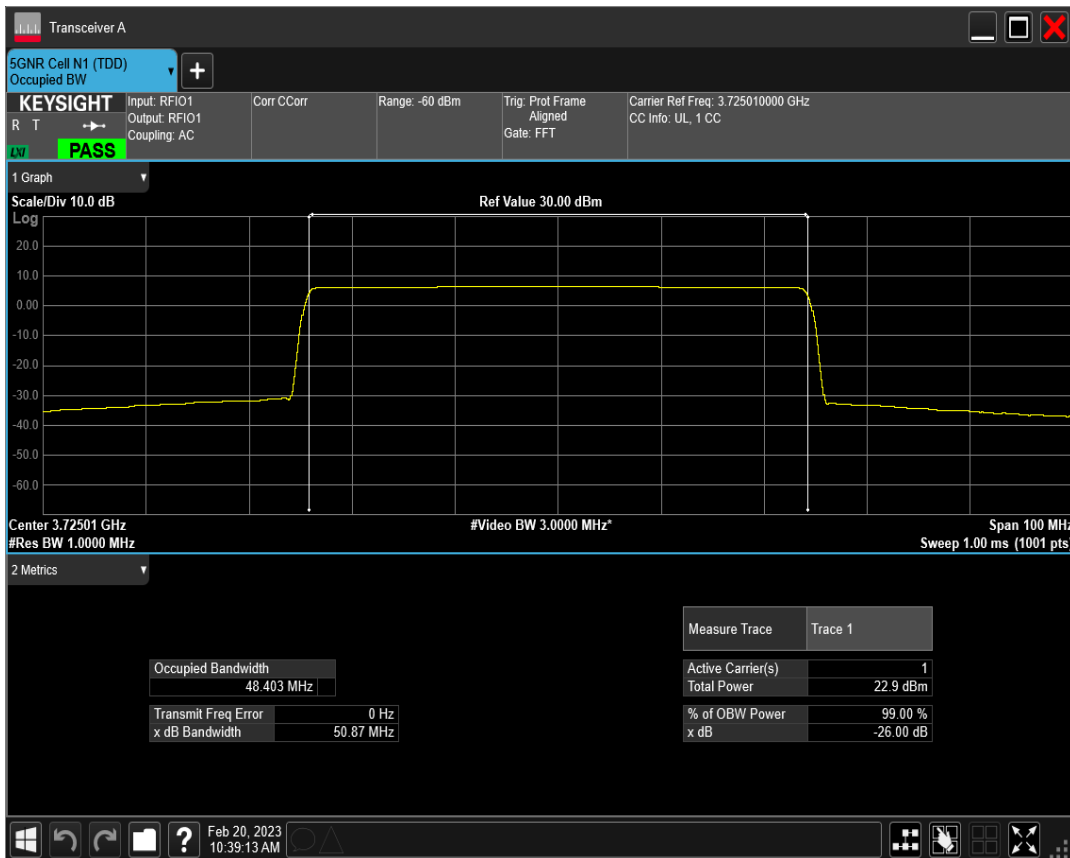 Transceiver A
5GNR Cell N1 (TDD)
Occupied BW
+
KEYSIGHT
R T
LXI
PASS
Input: RFIO1
Output: RFIO1
Coupling: AC
Corr CCorr
Range: -60 dBm
Trig: Prot Frame
Aligned
Gate: FFT
Carrier Ref Freq: 3.725010000 GHz
CC Info: UL, 1 CC
1 Graph
Scale/Div 10.0 dB
Ref Value 30.00 dBm
Log
20.0
10.0
0.00
-10.0
-20.0
-30.0
-40.0
-50.0
-60.0
Center 3.72501 GHz
#Video BW 3.0000 MHz*
Span 100 MHz
#Res BW 1.0000 MHz
Sweep 1.00 ms (1001 pts)
2 Metrics
Measure Trace Trace 1
Occupied Bandwidth
48.403 MHz
Active Carrier(s) 1
Total Power 22.9 dBm
Transmit Freq Error 0 Hz
x dB Bandwidth 50.87 MHz
% of OBW Power 99.00 %
x dB -26.00 dB
?
Feb 20, 2023
10:39:13 AM